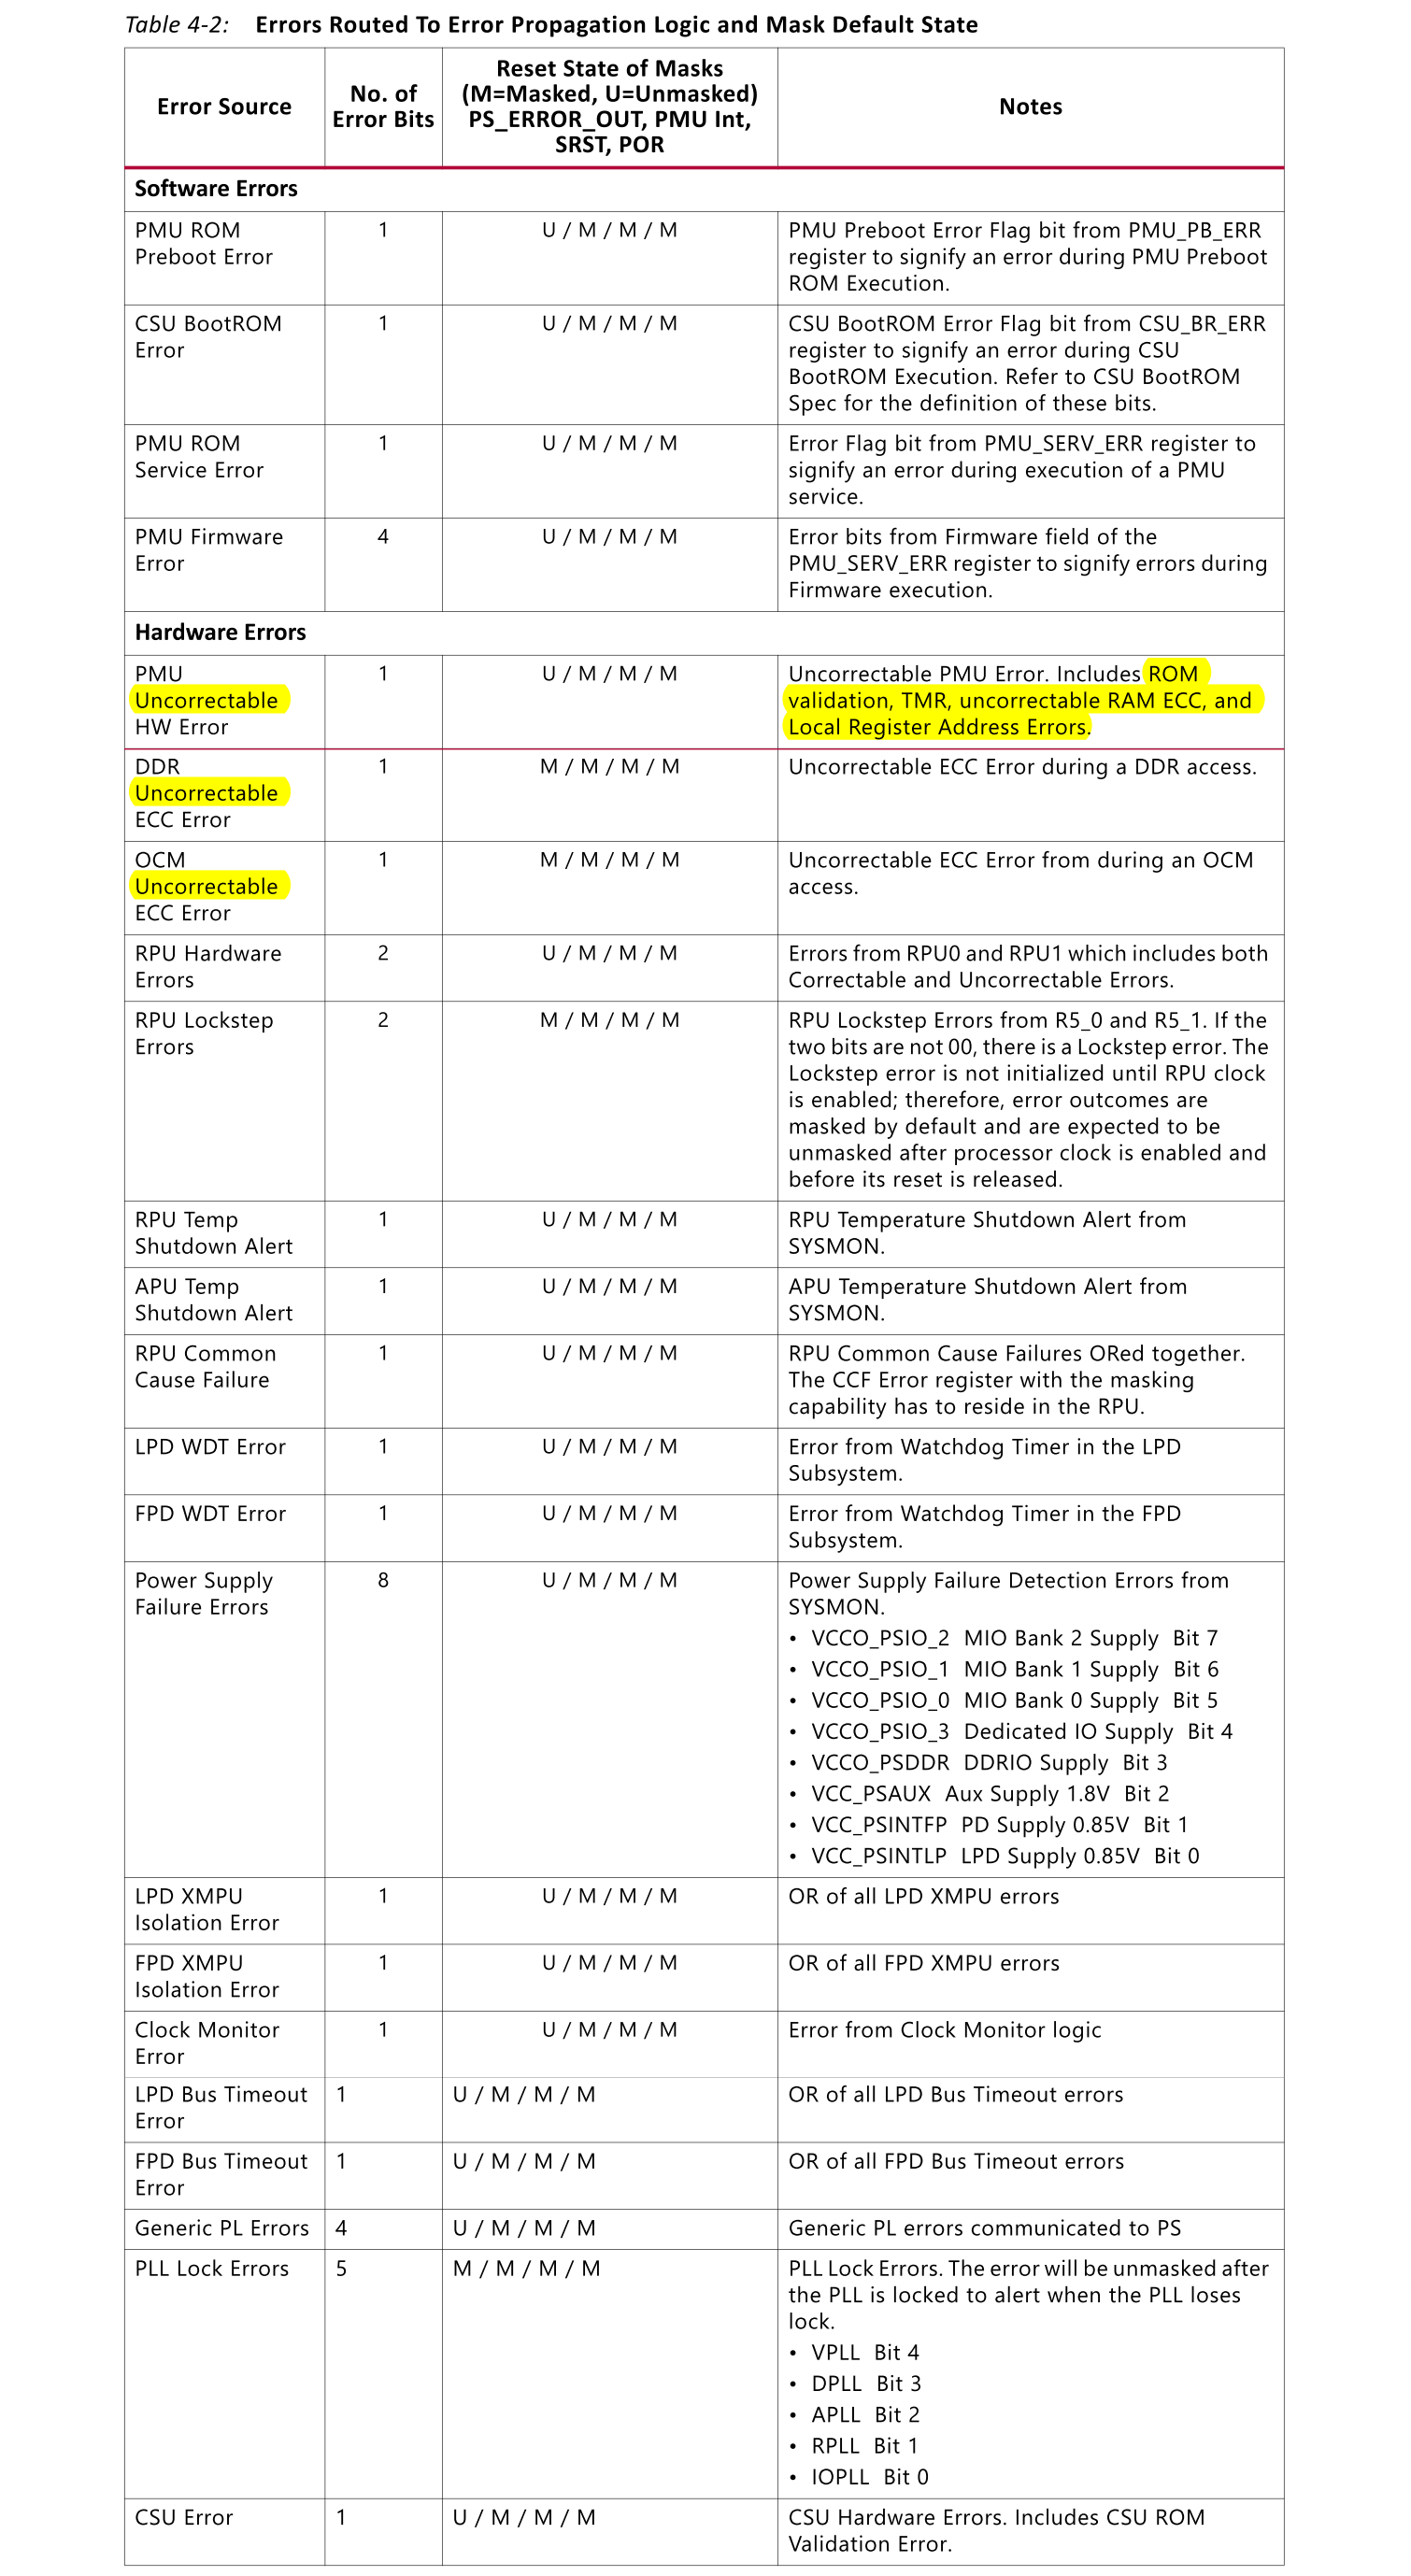 Table 4-2: Errors Routed To Error Propagation Logic and Mask Default State
Error Source
No. of
Error Bits
Reset State of Masks
(M=Masked, U=Unmasked)
PS_ERROR_OUT, PMU Int,
SRST, POR
Notes
Software Errors
PMU ROM
Preboot Error
1
U / M / M / M
PMU Preboot Error Flag bit from PMU_PB_ERR
register to signify an error during PMU Preboot
ROM Execution.
CSU BootROM
Error
1
U / M / M / M
CSU BootROM Error Flag bit from CSU_BR_ERR
register to signify an error during CSU
BootROM Execution. Refer to CSU BootROM
Spec for the definition of these bits.
PMU ROM
Service Error
1
U / M / M / M
Error Flag bit from PMU_SERV_ERR register to
signify an error during execution of a PMU
service.
PMU Firmware
Error
4
U / M / M / M
Error bits from Firmware field of the
PMU_SERV_ERR register to signify errors during
Firmware execution.
Hardware Errors
PMU
Uncorrectable
HW Error
1
U / M / M / M
Uncorrectable PMU Error. Includes ROM
validation, TMR, uncorrectable RAM ECC, and
Local Register Address Errors.
DDR
Uncorrectable
ECC Error
1
M / M / M / M
Uncorrectable ECC Error during a DDR access.
OCM
Uncorrectable
ECC Error
1
M / M / M / M
Uncorrectable ECC Error from during an OCM
access.
RPU Hardware
Errors
2
U / M / M / M
Errors from RPU0 and RPU1 which includes both
Correctable and Uncorrectable Errors.
RPU Lockstep
Errors
2
M / M / M / M
RPU Lockstep Errors from R5_0 and R5_1. If the
two bits are not 00, there is a Lockstep error. The
Lockstep error is not initialized until RPU clock
is enabled; therefore, error outcomes are
masked by default and are expected to be
unmasked after processor clock is enabled and
before its reset is released.
RPU Temp
Shutdown Alert
1
U / M / M / M
RPU Temperature Shutdown Alert from
SYSMON.
APU Temp
Shutdown Alert
1
U / M / M / M
APU Temperature Shutdown Alert from
SYSMON.
RPU Common
Cause Failure
1
U / M / M / M
RPU Common Cause Failures ORed together.
The CCF Error register with the masking
capability has to reside in the RPU.
LPD WDT Error
1
U / M / M / M
Error from Watchdog Timer in the LPD
Subsystem.
FPD WDT Error
1
U / M / M / M
Error from Watchdog Timer in the FPD
Subsystem.
Power Supply
Failure Errors
8
U / M / M / M
Power Supply Failure Detection Errors from
SYSMON.
• VCCO_PSIO_2 MIO Bank 2 Supply Bit 7
• VCCO_PSIO_1 MIO Bank 1 Supply Bit 6
• VCCO_PSIO_0 MIO Bank 0 Supply Bit 5
• VCCO_PSIO_3 Dedicated IO Supply Bit 4
• VCCO_PSDDR DDRIO Supply Bit 3
• VCC_PSAUX Aux Supply 1.8V Bit 2
• VCC_PSINTFP PD Supply 0.85V Bit 1
• VCC_PSINTLP LPD Supply 0.85V Bit 0
LPD XMPU
Isolation Error
1
U / M / M / M
OR of all LPD XMPU errors
FPD XMPU
Isolation Error
1
U / M / M / M
OR of all FPD XMPU errors
Clock Monitor
Error
1
U / M / M / M
Error from Clock Monitor logic
LPD Bus Timeout
Error
1
U / M / M / M
OR of all LPD Bus Timeout errors
FPD Bus Timeout
Error
1
U / M / M / M
OR of all FPD Bus Timeout errors
Generic PL Errors
4
U / M / M / M
Generic PL errors communicated to PS
PLL Lock Errors
5
M / M / M / M
PLL Lock Errors. The error will be unmasked after
the PLL is locked to alert when the PLL loses
lock.
• VPLL Bit 4
• DPLL Bit 3
• APLL Bit 2
• RPLL Bit 1
• IOPLL Bit 0
CSU Error
1
U / M / M / M
CSU Hardware Errors. Includes CSU ROM
Validation Error.